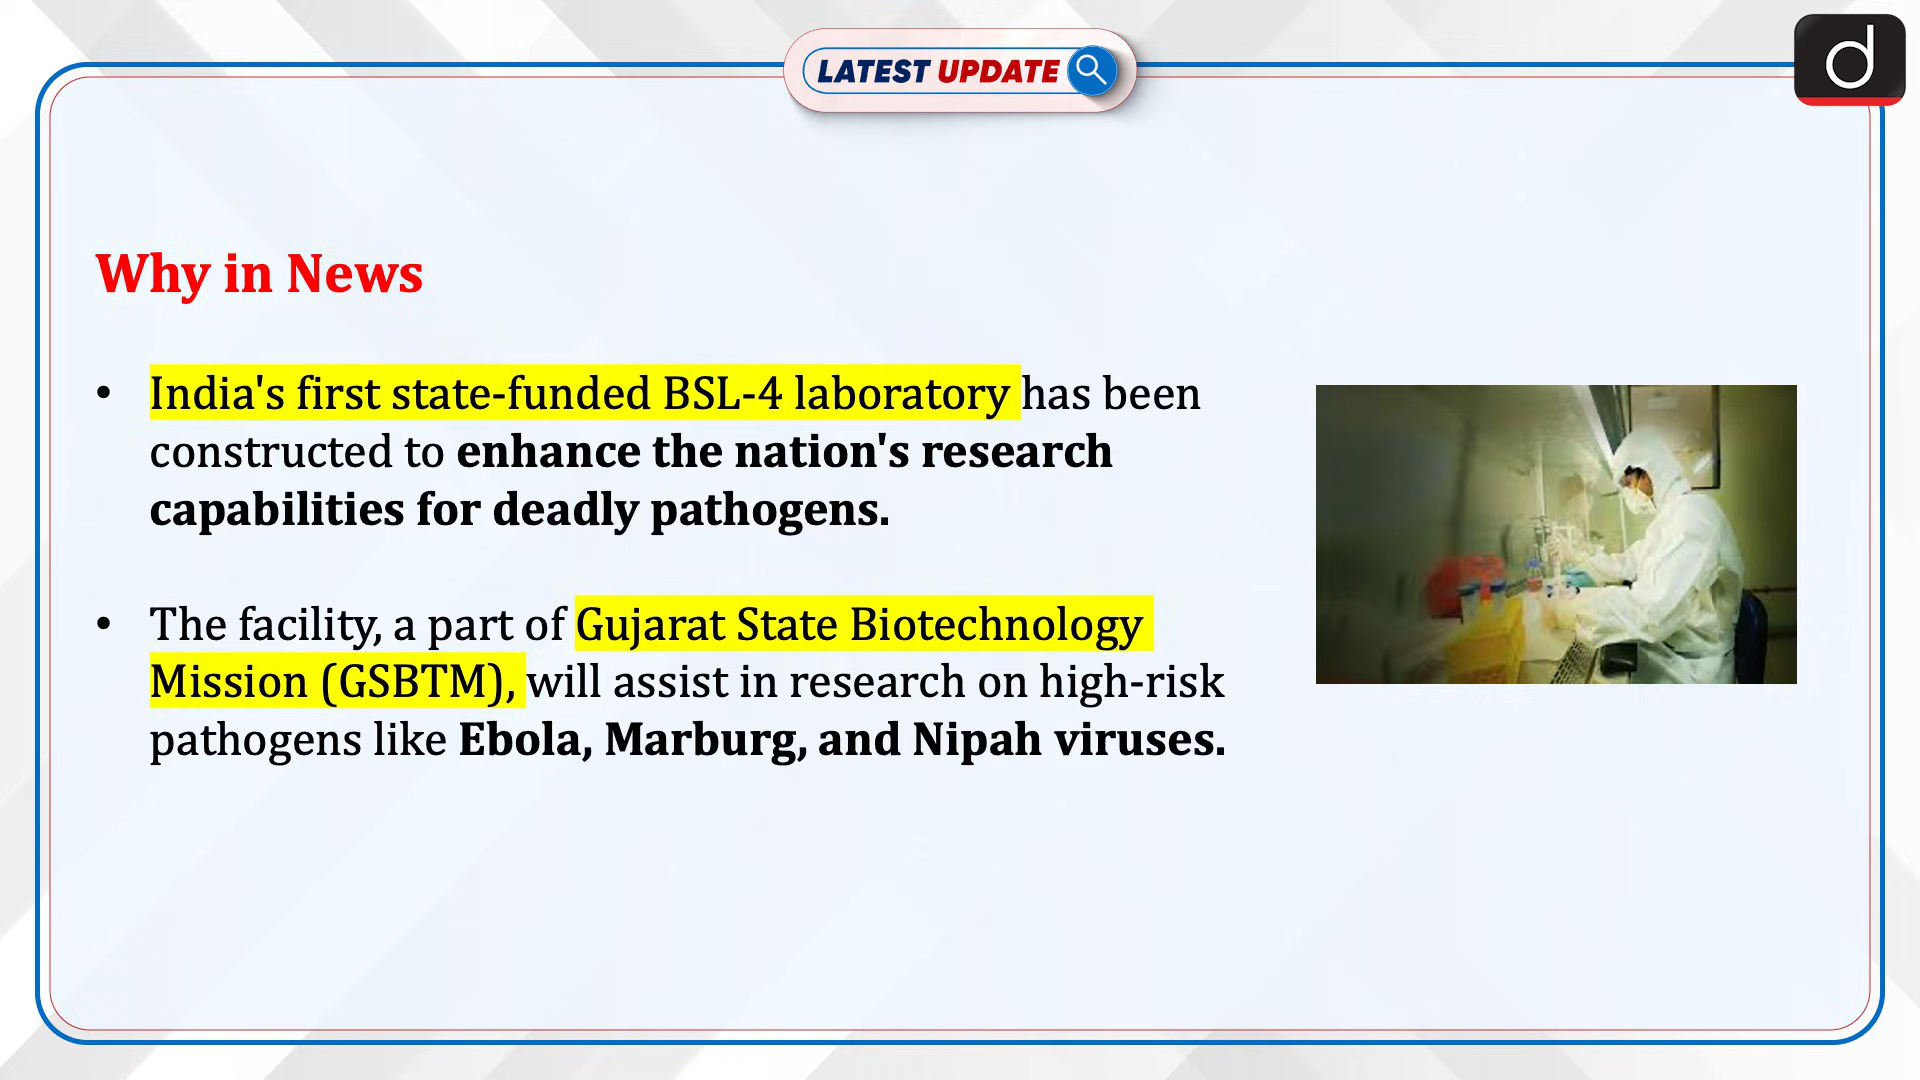 LATEST UPDATE
d
Why in News
• India's first state-funded BSL-4 laboratory has been
constructed to enhance the nation's research
capabilities for deadly pathogens.
• The facility, a part of Gujarat State Biotechnology
Mission (GSBTM), will assist in research on high-risk
pathogens like Ebola, Marburg, and Nipah viruses.